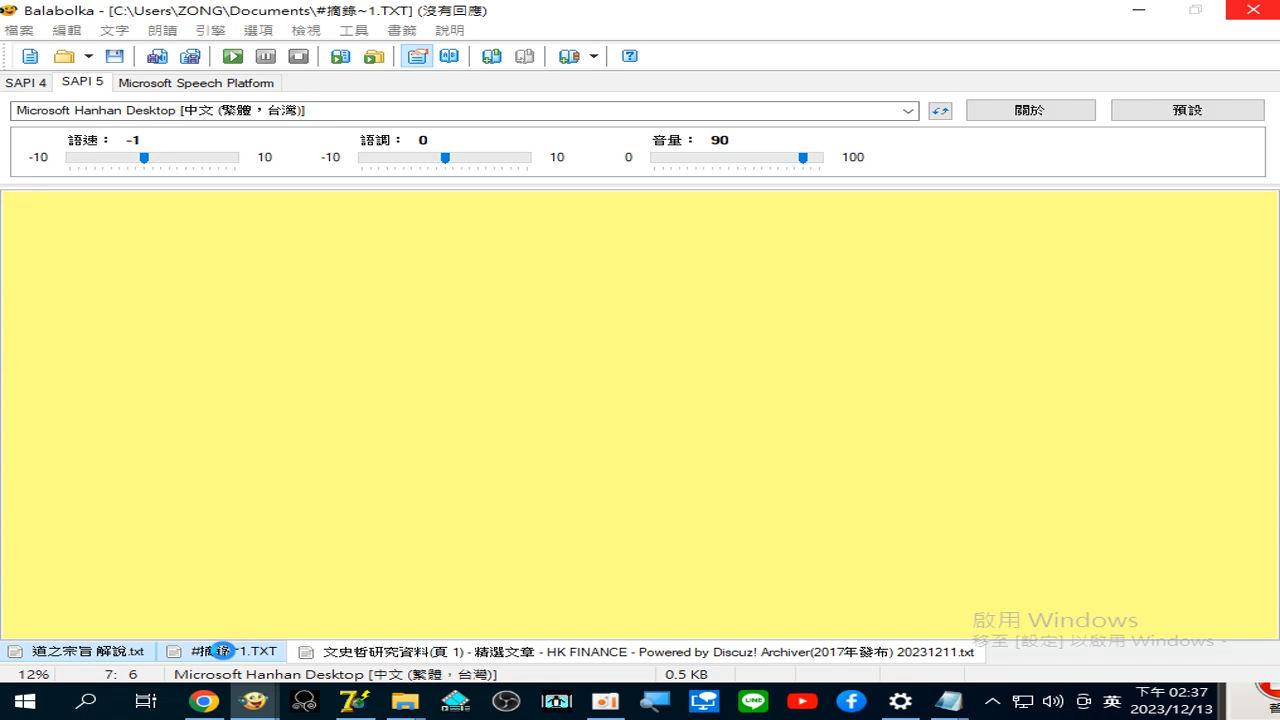 Balabolka - [C:\Users\ZONG\Documents\#摘錄~1.TXT] (沒有回應)
檔案 編輯 文字 朗讀 引擎 選項 檢視 工具 書籤 說明
SAPI 4 SAPI 5 Microsoft Speech Platform
Microsoft Hanhan Desktop [中文 (繁體，台灣)] 關於 預設
語速： -1 語調： 0 音量： 90
-10 10 -10 10 0 100
啟用 Windows
移至 [設定] 以啟用 Windows。
道之宗旨 解說.txt #摘錄~1.TXT 文史哲研究資料(頁 1) - 精選文章 - HK FINANCE - Powered by Discuz! Archiver(2017年發布) 20231211.txt
12% 7: 6 Microsoft Hanhan Desktop [中文 (繁體，台灣)] 0.5 KB
英 下午 02:37
2023/12/13